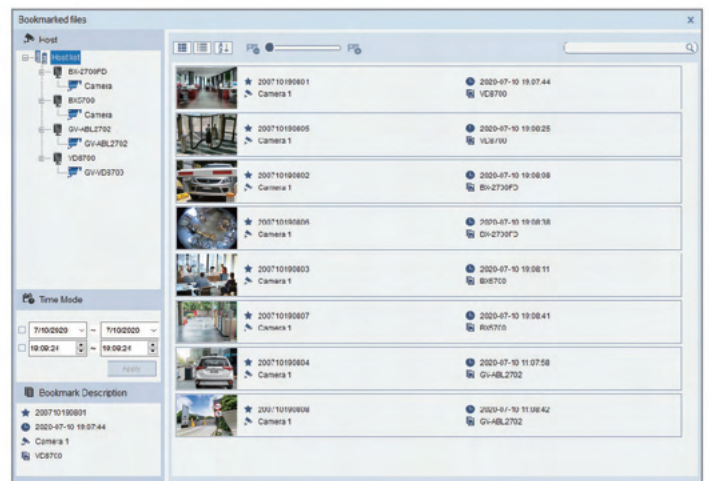 Bookmarked files
Host
Host list
BX-2700FD
Camera
BX5700
Camera
GV-ABL2702
GV-ABL2702
VD8700
GV-VD8700
Time Mode
7/10/2020 ~ 7/10/2020
19:09:24 ~ 19:09:24
Apply
Bookmark Description
200710190801
2020-07-10 19:07:44
Camera 1
VD8700
200710190801 2020-07-10 19:07:44
Camera 1 VD8700
200710190805 2020-07-10 19:08:25
Camera 1 VD8700
200710190802 2020-07-10 19:08:08
Camera 1 BX-2700FD
200710190806 2020-07-10 19:08:38
Camera 1 BX-2700FD
200710190803 2020-07-10 19:08:11
Camera 1 BX5700
200710190807 2020-07-10 19:08:41
Camera 1 BX5700
200710190804 2020-07-10 11:07:58
Camera 1 GV-ABL2702
200710190808 2020-07-10 11:08:42
Camera 1 GV-ABL2702